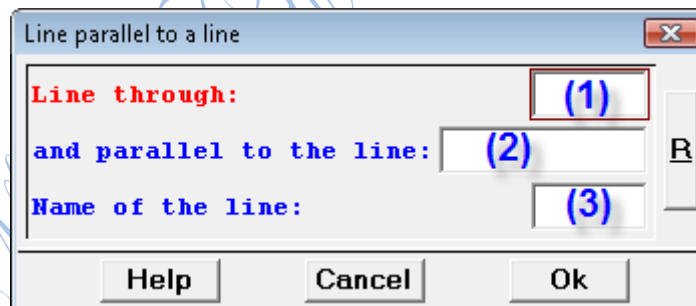 Line parallel to a line
Line through: (1)
and parallel to the line: (2)
R
Name of the line: (3)
Help Cancel Ok